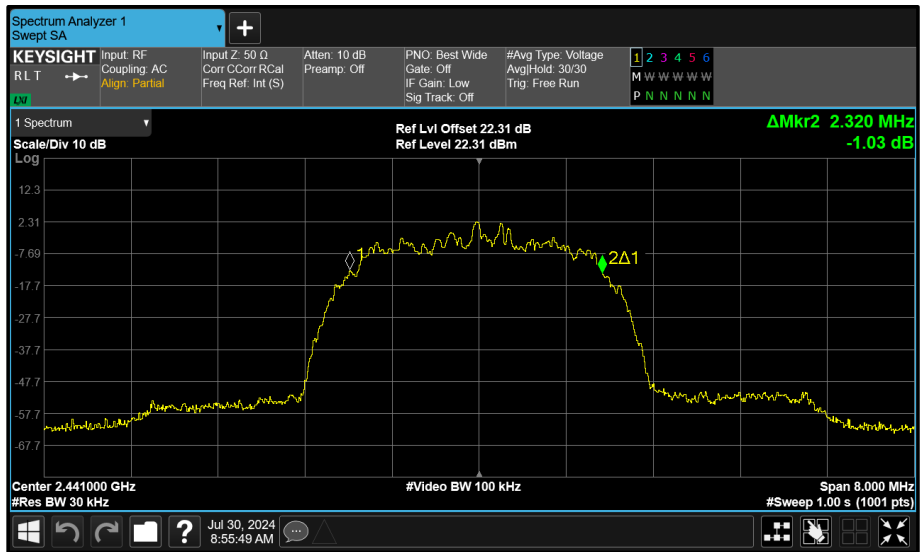 Spectrum Analyzer 1
Swept SA
+
KEYSIGHT
R L T
LXI
Input: RF
Coupling: AC
Align: Partial
Input Z: 50 Ω
Corr CCorr RCal
Freq Ref: Int (S)
Atten: 10 dB
Preamp: Off
PNO: Best Wide
Gate: Off
IF Gain: Low
Sig Track: Off
#Avg Type: Voltage
Avg|Hold: 30/30
Trig: Free Run
1 2 3 4 5 6
M W W W W W
P N N N N N
1 Spectrum
Scale/Div 10 dB
Ref Lvl Offset 22.31 dB
Ref Level 22.31 dBm
ΔMkr2 2.320 MHz
-1.03 dB
Log
12.3
2.31
-7.69
-17.7
-27.7
-37.7
-47.7
-57.7
-67.7
1
2Δ1
Center 2.441000 GHz
#Res BW 30 kHz
#Video BW 100 kHz
Span 8.000 MHz
#Sweep 1.00 s (1001 pts)
?
Jul 30, 2024
8:55:49 AM